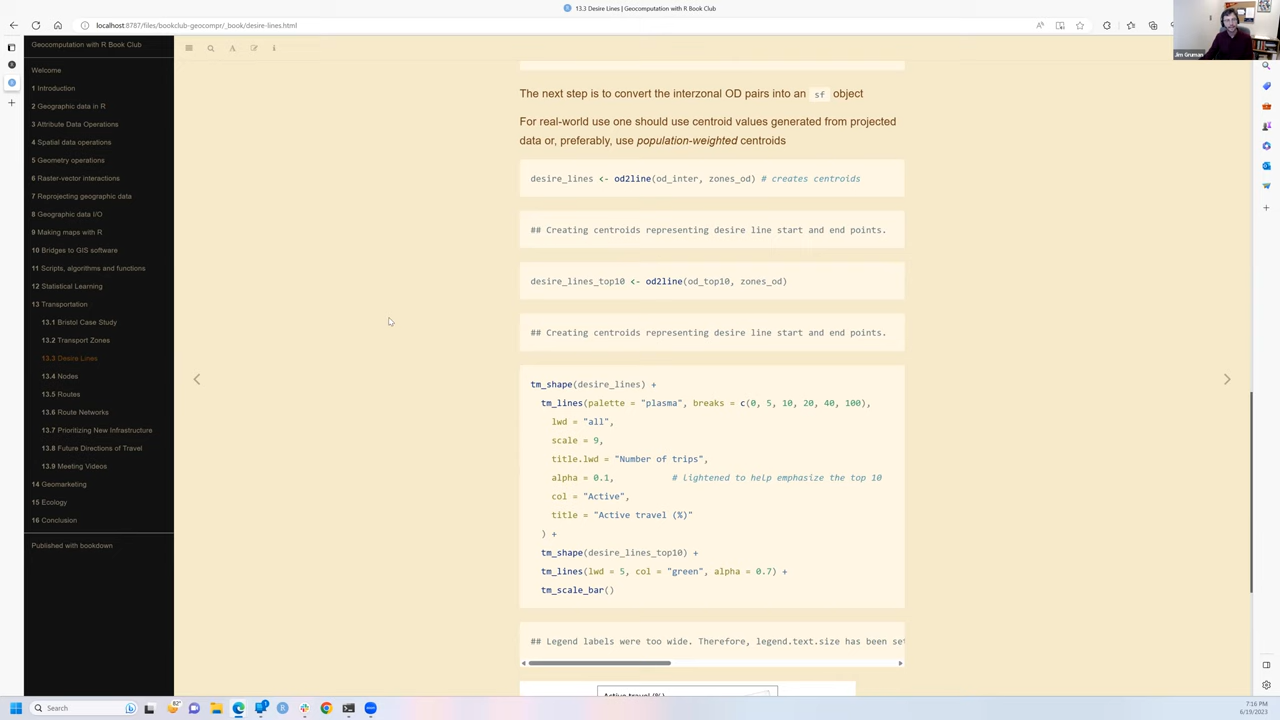 13.3 Desire Lines | Geocomputation with R Book Club
localhost:8787/files/bookclub-geocompr/_book/desire-lines.html
Jim Gruman
Geocomputation with R Book Club
Welcome
1 Introduction
2 Geographic data in R
3 Attribute Data Operations
4 Spatial data operations
5 Geometry operations
6 Raster-vector interactions
7 Reprojecting geographic data
8 Geographic data I/O
9 Making maps with R
10 Bridges to GIS software
11 Scripts, algorithms and functions
12 Statistical Learning
13 Transportation
13.1 Bristol Case Study
13.2 Transport Zones
13.3 Desire Lines
13.4 Nodes
13.5 Routes
13.6 Route Networks
13.7 Prioritizing New Infrastructure
13.8 Future Directions of Travel
13.9 Meeting Videos
14 Geomarketing
15 Ecology
16 Conclusion
Published with bookdown
The next step is to convert the interzonal OD pairs into an sf object
For real-world use one should use centroid values generated from projected
data or, preferably, use population-weighted centroids
desire_lines <- od2line(od_inter, zones_od) # creates centroids
## Creating centroids representing desire line start and end points.
desire_lines_top10 <- od2line(od_top10, zones_od)
## Creating centroids representing desire line start and end points.
tm_shape(desire_lines) +
tm_lines(palette = "plasma", breaks = c(0, 5, 10, 20, 40, 100),
lwd = "all",
scale = 9,
title.lwd = "Number of trips",
alpha = 0.1, # lightened to help emphasize the top 10
col = "Active",
title = "Active travel (%)"
) +
tm_shape(desire_lines_top10) +
tm_lines(lwd = 5, col = "green", alpha = 0.7) +
tm_scale_bar()
## Legend labels were too wide. Therefore, legend.text.size has been set
Active travel (%)
Search
82°
7:16 PM
6/19/2023